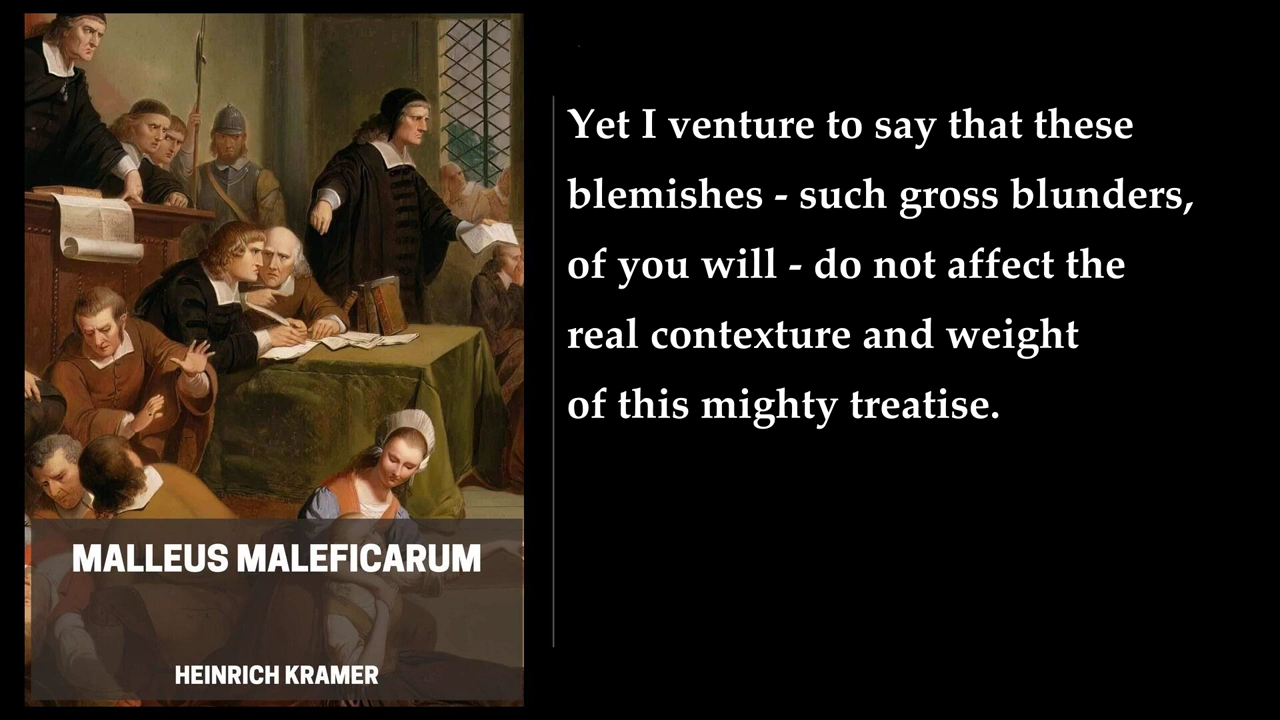 MALLEUS MALEFICARUM
HEINRICH KRAMER
Yet I venture to say that these
blemishes - such gross blunders,
of you will - do not affect the
real contexture and weight
of this mighty treatise.